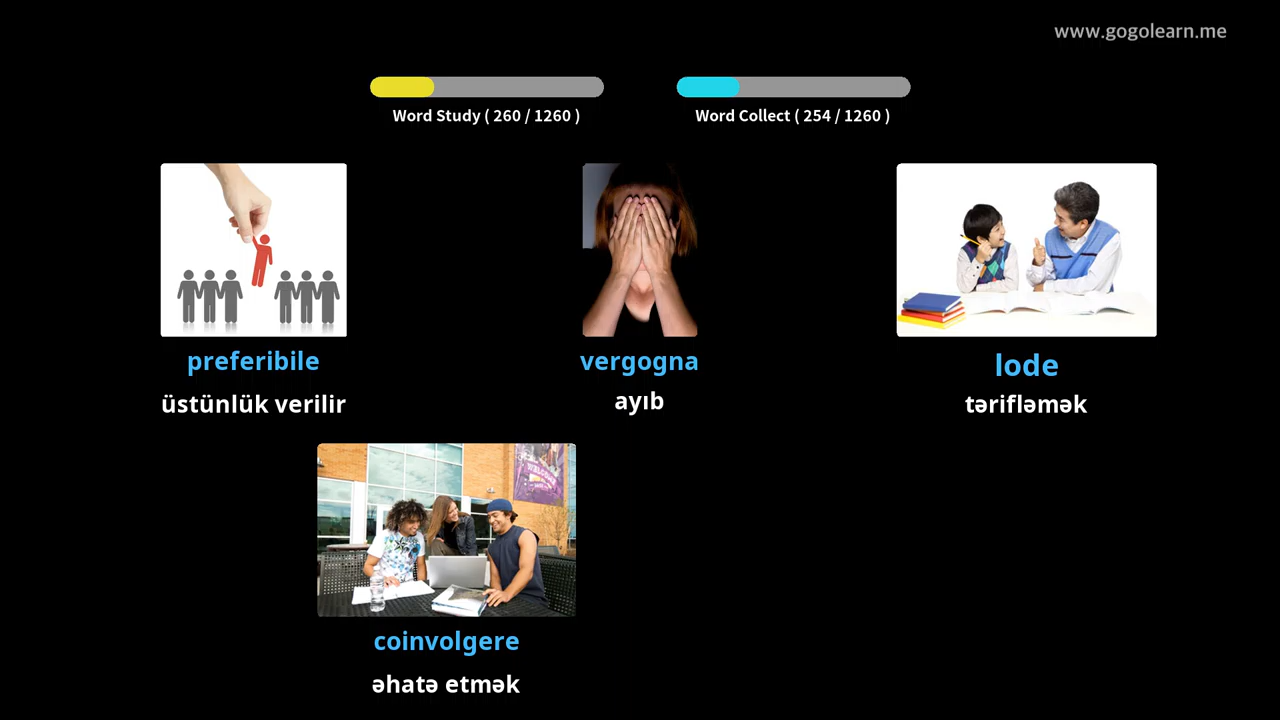 www.gogolearn.me
Word Study ( 260 / 1260 )
Word Collect ( 254 / 1260 )
preferibile
vergogna
lode
üstünlük verilir
ayıb
tərifləmək
WELCOME
coinvolgere
əhatə etmək